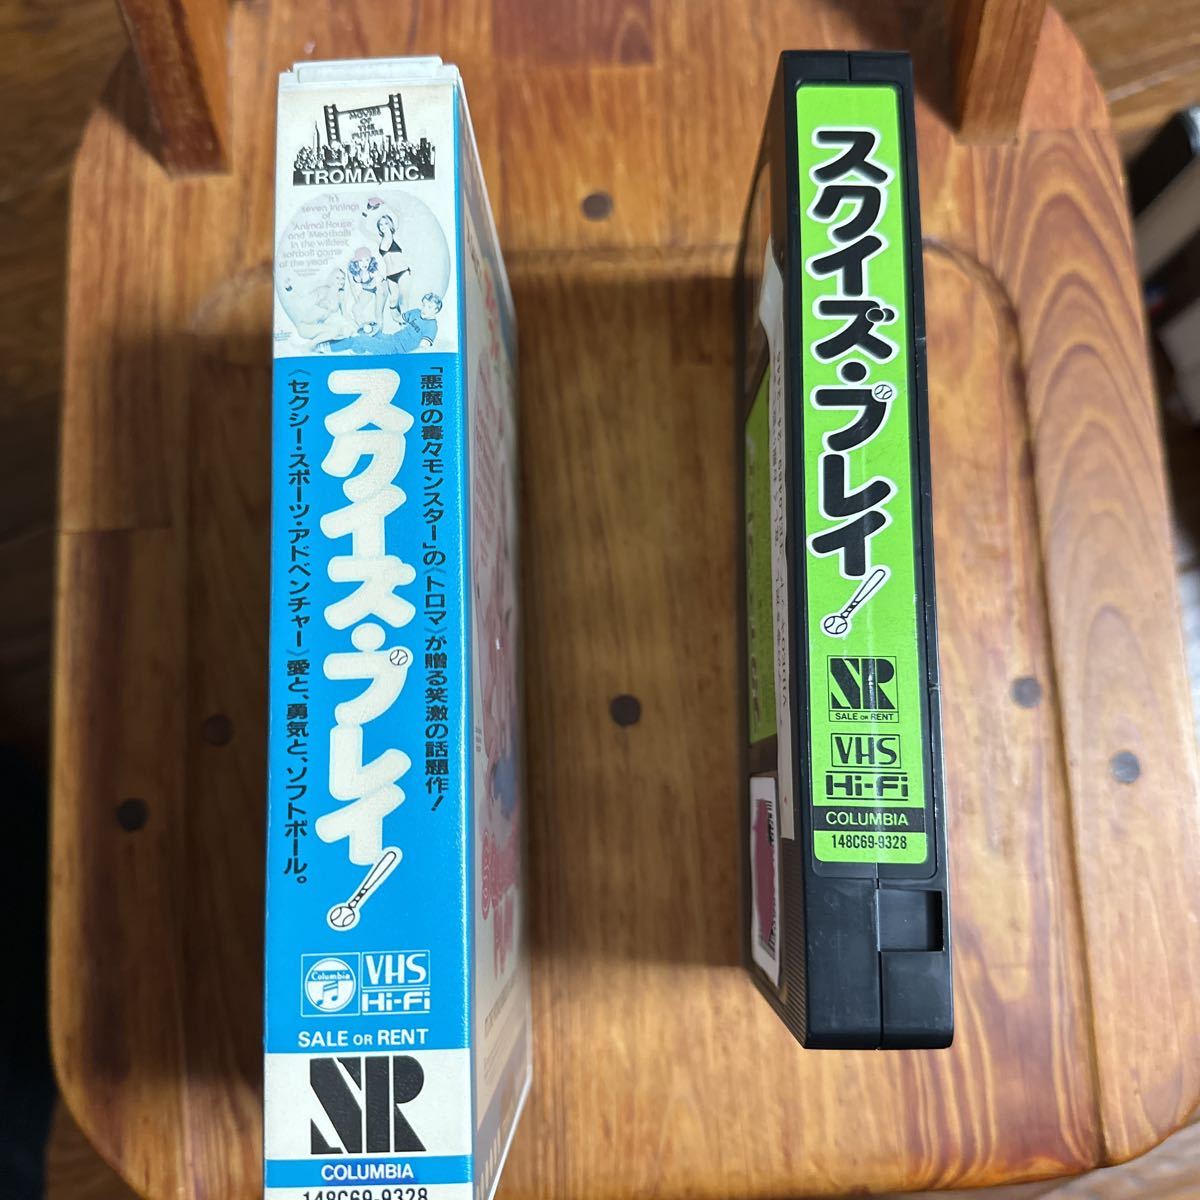 MOVIES
OF
THE
FUTURE
TROMA, INC.
"It's
seven innings
of
'Animal House'
and 'Meatballs'
in the wildest
softball game
of the year"
「悪魔の毒々モンスター」の〈トロマ〉が贈る笑激の話題作!
スクイズ・プレイ!
〈セクシー・スポーツ・アドベンチャー〉愛と、勇気と、ソフトボール。
Columbia
VHS
Hi-Fi
SALE OR RENT
SR
COLUMBIA
148C69-9328
スクイズ・プレイ!
SR
SALE OR RENT
VHS
Hi-Fi
COLUMBIA
148C69-9328